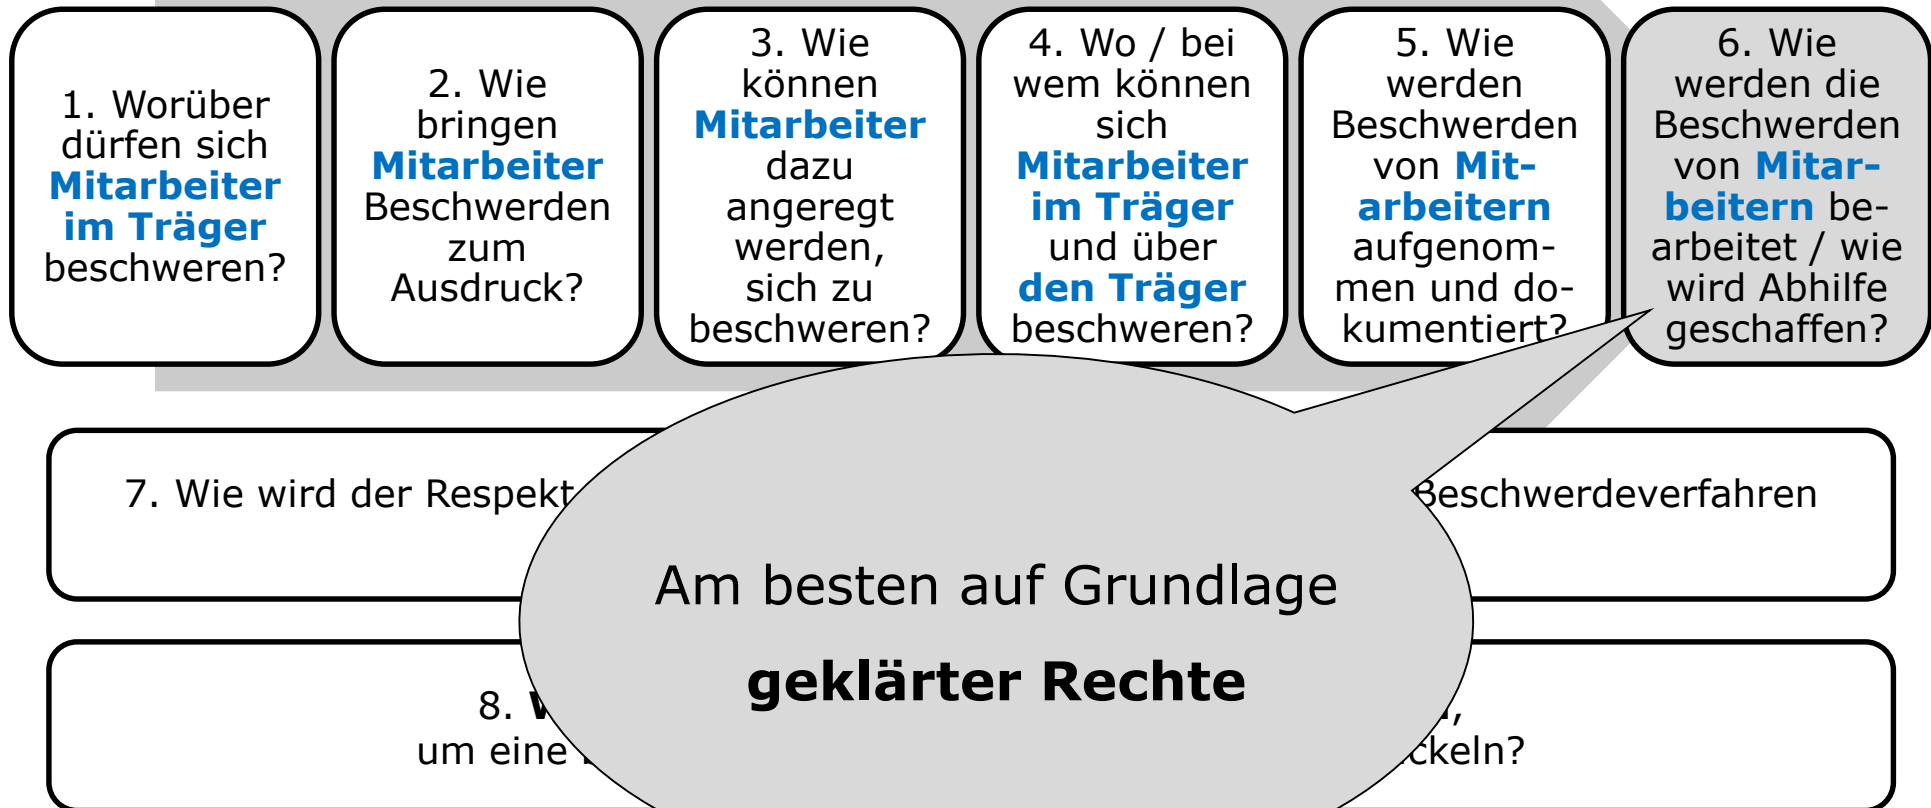 1. Worüber
dürfen sich
Mitarbeiter
im Träger
beschweren?
2. Wie
bringen
Mitarbeiter
Beschwerden
zum
Ausdruck?
3. Wie
können
Mitarbeiter
dazu
angeregt
werden,
sich zu
beschweren?
4. Wo / bei
wem können
sich
Mitarbeiter
im Träger
und über
den Träger
beschweren?
5. Wie
werden
Beschwerden
von Mit-
arbeitern
aufgenom-
men und do-
kumentiert?
6. Wie
werden die
Beschwerden
von Mitar-
beitern be-
arbeitet / wie
wird Abhilfe
geschaffen?
7. Wie wird der Respekt Beschwerdeverfahren
Am besten auf Grundlage
geklärter Rechte
8.
um eine ckeln?